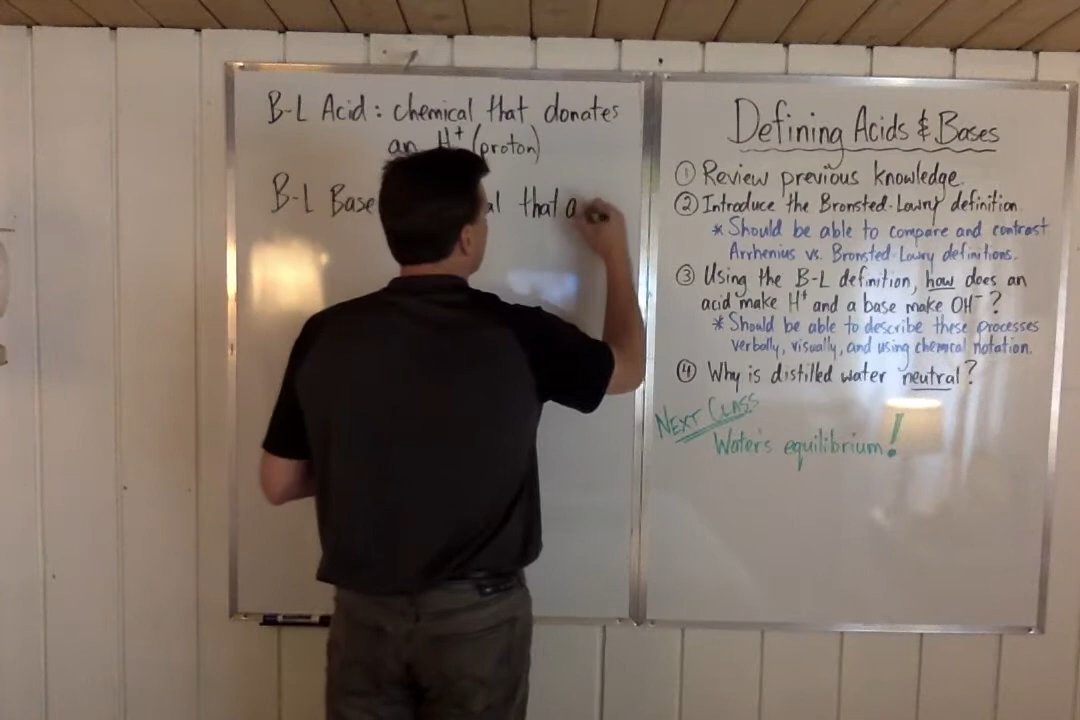 B-L Acid: chemical that donates
an H⁺ (proton)
B-L Base that
Defining Acids & Bases
① Review previous knowledge.
② Introduce the Bronsted-Lowry definition
* Should be able to compare and contrast
Arrhenius vs. Bronsted-Lowry definitions.
③ Using the B-L definition, how does an
acid make H⁺ and a base make OH⁻?
* Should be able to describe these processes
verbally, visually, and using chemical notation.
④ Why is distilled water neutral?
NEXT CLASS
Water's equilibrium!